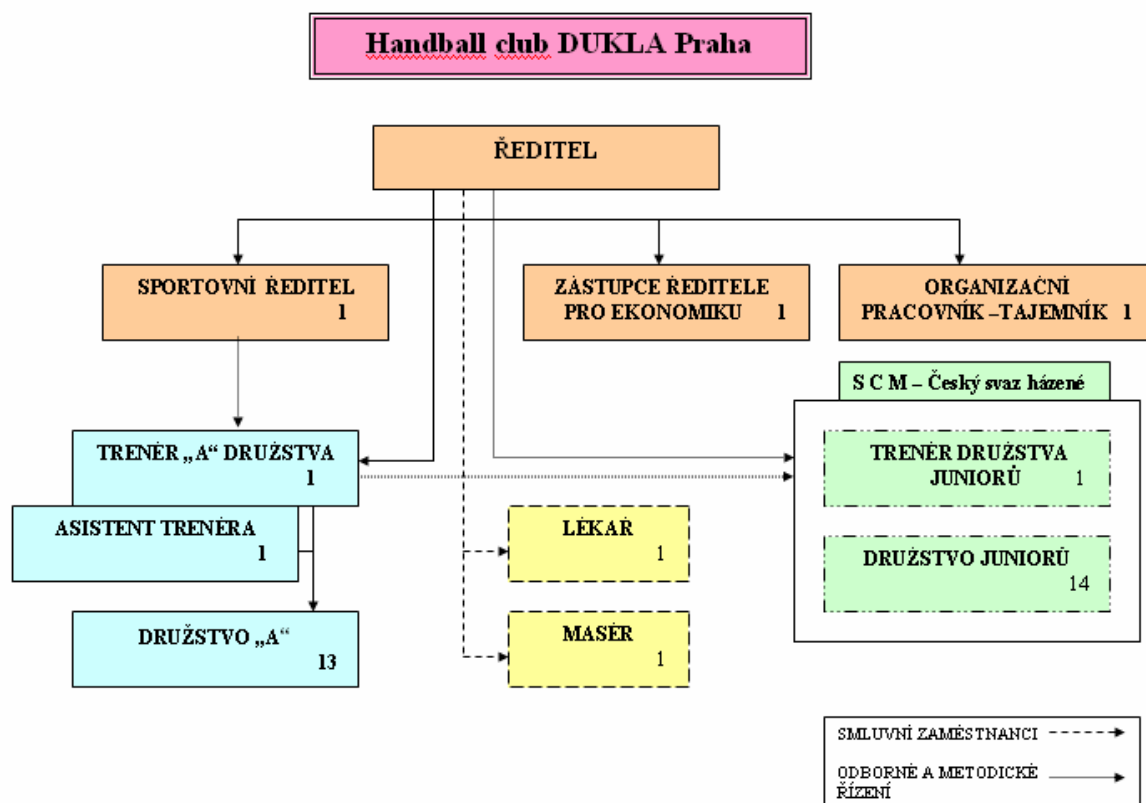 Handball club DUKLA Praha
ŘEDITEL
SPORTOVNÍ ŘEDITEL
1
ZÁSTUPCE ŘEDITELE
PRO EKONOMIKU 1
ORGANIZAČNÍ
PRACOVNÍK –TAJEMNÍK 1
S C M – Český svaz házené
TRENÉR „A“ DRUŽSTVA
1
TRENÉR DRUŽSTVA
JUNIORŮ 1
ASISTENT TRENÉRA
1
LÉKAŘ
1
DRUŽSTVO JUNIORŮ
14
DRUŽSTVO „A“
13
MASÉR
1
SMLUVNÍ ZAMĚSTNANCI
ODBORNÉ A METODICKÉ
ŘÍZENÍ